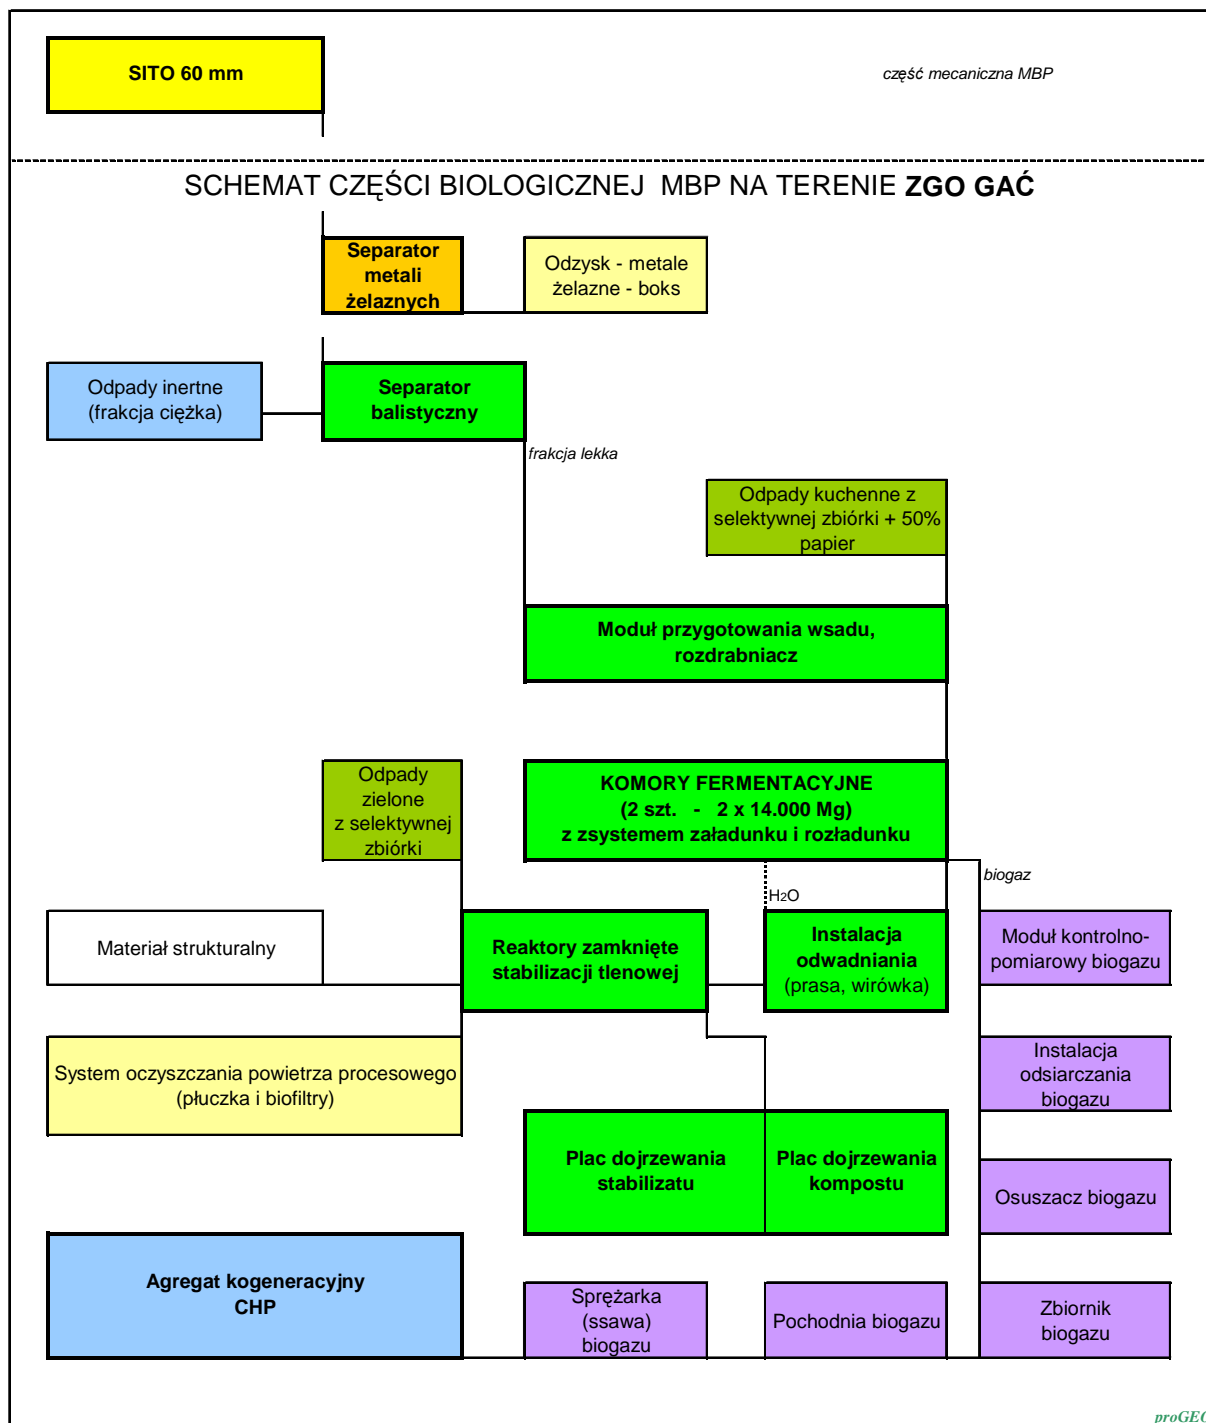 SITO 60 mm
część mechaniczna MBP
SCHEMAT CZĘŚCI BIOLOGICZNEJ MBP NA TERENIE ZGO GAĆ
Separator
metali
żelaznych
Odzysk - metale
żelazne - boks
Odpady inertne
(frakcja ciężka)
Separator
balistyczny
frakcja lekka
Odpady kuchenne z
selektywnej zbiórki + 50%
papier
Moduł przygotowania wsadu,
rozdrabniacz
Odpady
zielone
z selektywnej
zbiórki
KOMORY FERMENTACYJNE
(2 szt. - 2 x 14.000 Mg)
z zsystemem załadunku i rozładunku
biogaz
H2O
Materiał strukturalny
Reaktory zamknięte
stabilizacji tlenowej
Instalacja
odwadniania
(prasa, wirówka)
Moduł kontrolno-
pomiarowy biogazu
System oczyszczania powietrza procesowego
(płuczka i biofiltry)
Instalacja
odsiarczania
biogazu
Plac dojrzewania
stabilizatu
Plac dojrzewania
kompostu
Osuszacz biogazu
Agregat kogeneracyjny
CHP
Sprężarka
(ssawa)
biogazu
Pochodnia biogazu
Zbiornik
biogazu
proGEO